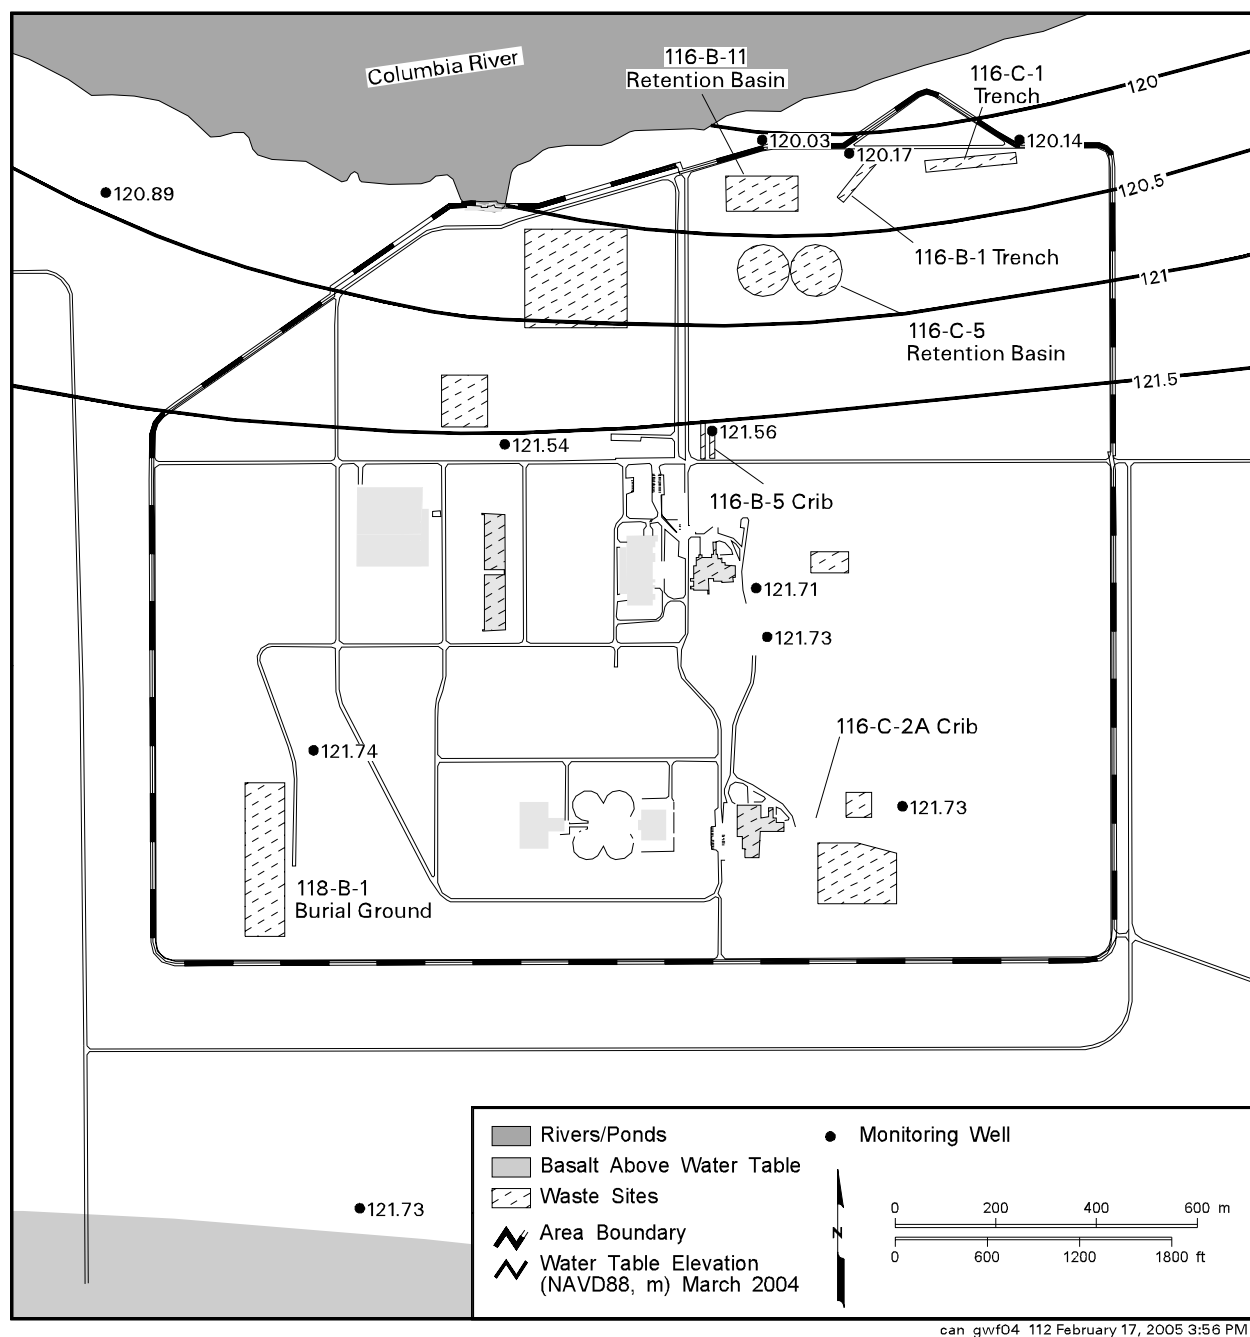 Columbia River
116-B-11
Retention Basin
116-C-1
Trench
120
120.03
120.17
120.14
120.89
120.5
116-B-1 Trench
121
116-C-5
Retention Basin
121.5
121.56
121.54
116-B-5 Crib
121.71
121.73
116-C-2A Crib
121.74
121.73
118-B-1
Burial Ground
121.73
Rivers/Ponds
Basalt Above Water Table
Waste Sites
Area Boundary
Water Table Elevation
(NAVD88, m) March 2004
Monitoring Well
N
0 200 400 600 m
0 600 1200 1800 ft
can_gwf04_112 February 17, 2005 3:56 PM